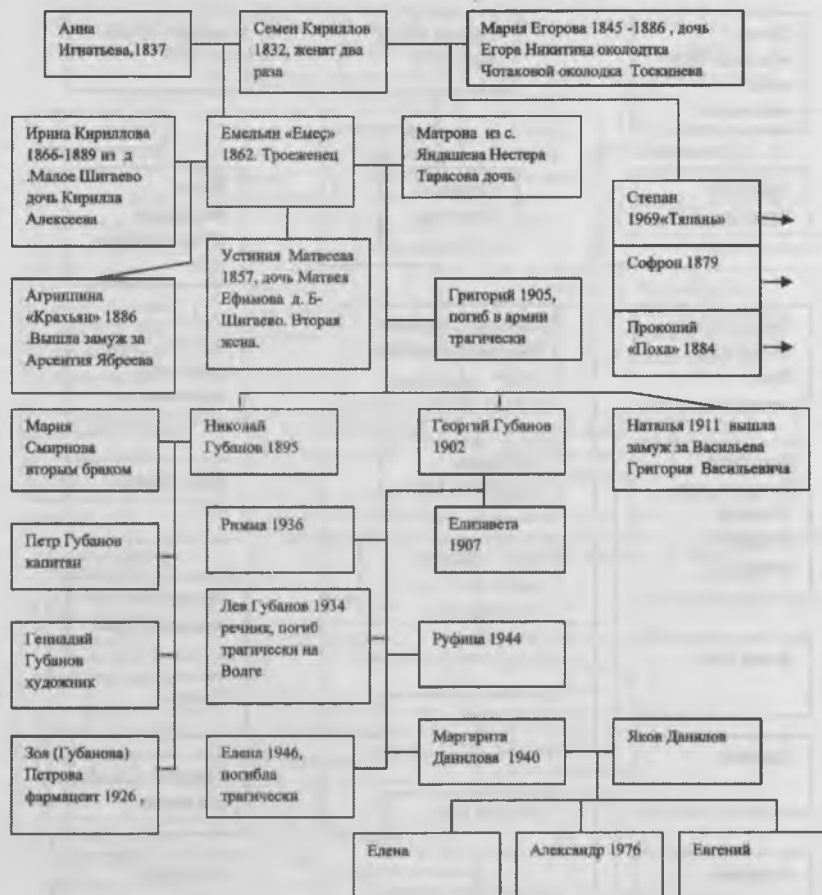 Анна
Игнатьева,1837
Семен Кириллов
1832, женат два
раза
Мария Егорова 1845 -1886 , дочь
Егора Никитина околодтка
Чотаковой околодка Тоскинева
Ирина Кириллова
1866-1889 из д
.Малое Шигаево
дочь Кирилла
Алексеева
Емельян «Емеç»
1862. Троеженец
Матрона из с.
Яндашева Нестера
Тарасова дочь
Степан
1969«Тяпань»
Софрон 1879
Прокопий
«Поха» 1884
Агриппина
«Крахьян» 1886
.Вышла замуж за
Арсентия Ябреева
Устиния Матвеева
1857, дочь Матвея
Ефимова д. Б-
Шигаево. Вторая
жена.
Григорий 1905,
погиб в армии
трагически
Мария
Смирнова
вторым браком
Николай
Губанов 1895
Георгий Губанов
1902
Наталья 1911 вышла
замуж за Васильева
Григория Васильевича
Петр Губанов
капитан
Римма 1936
Елизавета
1907
Геннадий
Губанов
художник
Лев Губанов 1934
речник, погиб
трагически на
Волге
Руфина 1944
Зоя (Губанова)
Петрова
фармацевт 1926 ,
Елена 1946,
погибла
трагически
Маргарита
Данилова 1940
Яков Данилов
Елена
Александр 1976
Евгений